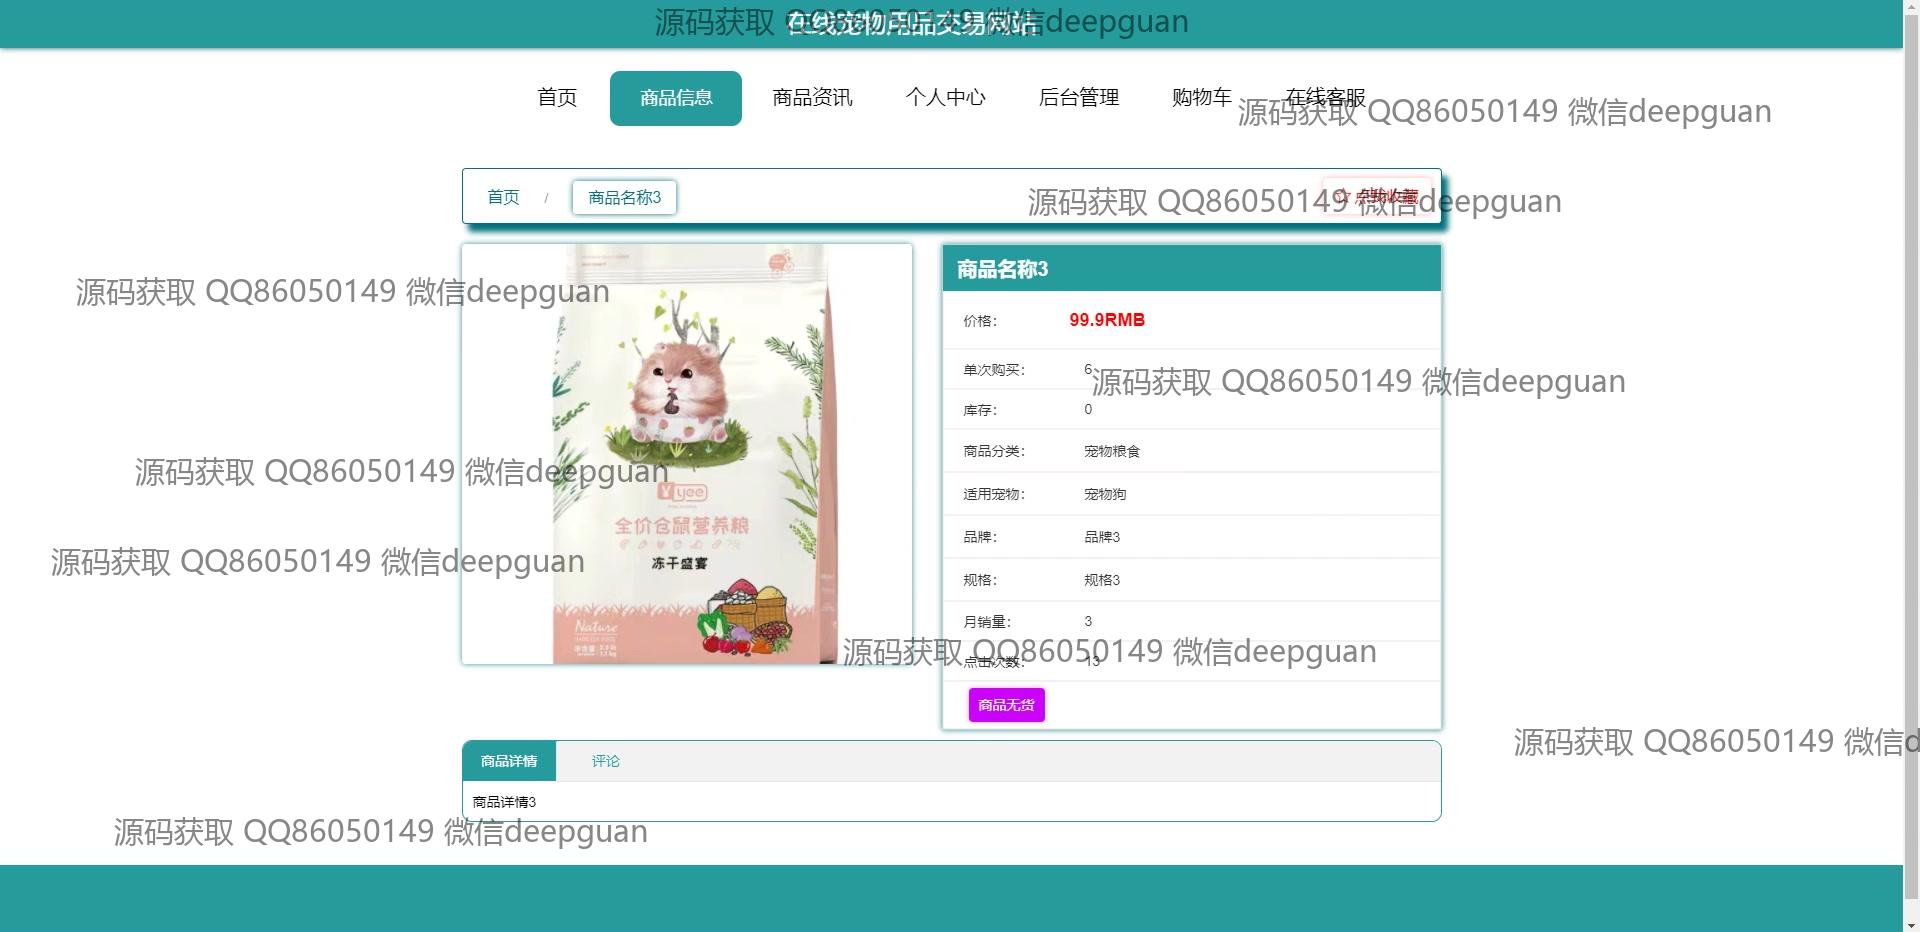 在线宠物用品交易网站
源码获取 QQ86050149 微信deepguan
首页 商品信息 商品资讯 个人中心 后台管理 购物车 在线客服
源码获取 QQ86050149 微信deepguan
首页 / 商品名称3 点我收藏
源码获取 QQ86050149 微信deepguan
商品名称3
源码获取 QQ86050149 微信deepguan
价格： 99.9RMB
单次购买： 6
源码获取 QQ86050149 微信deepguan
库存： 0
商品分类： 宠物粮食
源码获取 QQ86050149 微信deepguan
适用宠物： 宠物狗
yee
全价仓鼠营养粮
品牌： 品牌3
冻干盛宴
源码获取 QQ86050149 微信deepguan
规格： 规格3
月销量： 3
Nature
净含量
源码获取 QQ86050149 微信deepguan
点击次数： 13
商品无货
源码获取 QQ86050149 微信d
商品详情 评论
商品详情3
源码获取 QQ86050149 微信deepguan